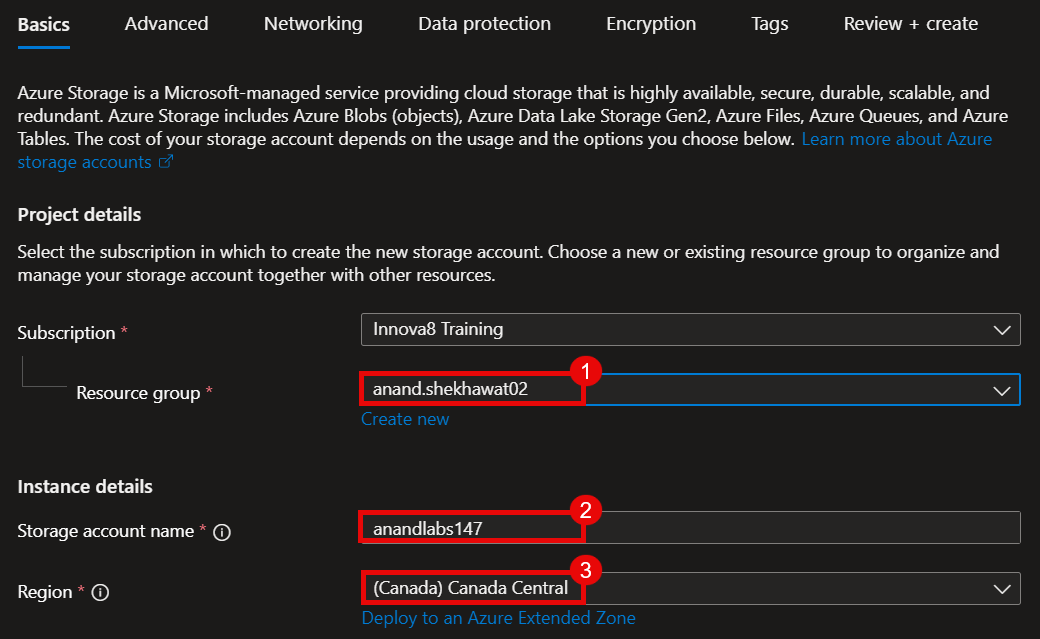 Basics Advanced Networking Data protection Encryption Tags Review + create
Azure Storage is a Microsoft-managed service providing cloud storage that is highly available, secure, durable, scalable, and
redundant. Azure Storage includes Azure Blobs (objects), Azure Data Lake Storage Gen2, Azure Files, Azure Queues, and Azure
Tables. The cost of your storage account depends on the usage and the options you choose below. Learn more about Azure
storage accounts
Project details
Select the subscription in which to create the new storage account. Choose a new or existing resource group to organize and
manage your storage account together with other resources.
Subscription * Innova8 Training
1
Resource group * anand.shekhawat02
Create new
Instance details
2
Storage account name * anandlabs147
3
Region * (Canada) Canada Central
Deploy to an Azure Extended Zone